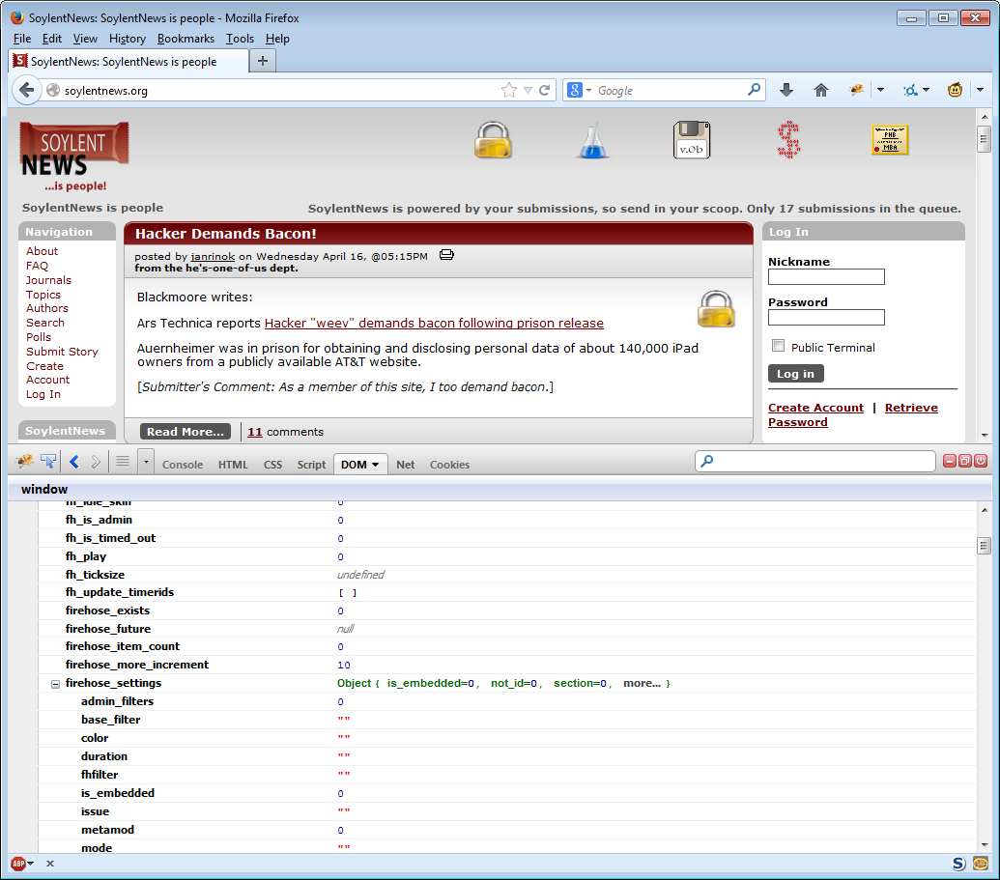 SoylentNews: SoylentNews is people - Mozilla Firefox
File Edit View History Bookmarks Tools Help
S SoylentNews: SoylentNews is people +
soylentnews.org
8 Google
SOYLENT
NEWS
...is people!
v.0b
PHB
MBA
SoylentNews is people
SoylentNews is powered by your submissions, so send in your scoop. Only 17 submissions in the queue.
Navigation
About
FAQ
Journals
Topics
Authors
Search
Polls
Submit Story
Create
Account
Log In
SoylentNews
Hacker Demands Bacon!
posted by janrinok on Wednesday April 16, @05:15PM
from the he's-one-of-us dept.
Blackmoore writes:
Ars Technica reports Hacker "weev" demands bacon following prison release
Auernheimer was in prison for obtaining and disclosing personal data of about 140,000 iPad
owners from a publicly available AT&T website.
[Submitter's Comment: As a member of this site, I too demand bacon.]
Read More... 11 comments
Log In
Nickname
Password
Public Terminal
Log in
Create Account | Retrieve
Password
Console HTML CSS Script DOM Net Cookies
window
fh_idle_skin 0
fh_is_admin 0
fh_is_timed_out 0
fh_play 0
fh_ticksize undefined
fh_update_timerids [ ]
firehose_exists 0
firehose_future null
firehose_item_count 0
firehose_more_increment 10
firehose_settings Object { is_embedded=0, not_id=0, section=0, more... }
admin_filters 0
base_filter ""
color ""
duration ""
fhfilter ""
is_embedded 0
issue ""
metamod 0
mode ""
ABP x S